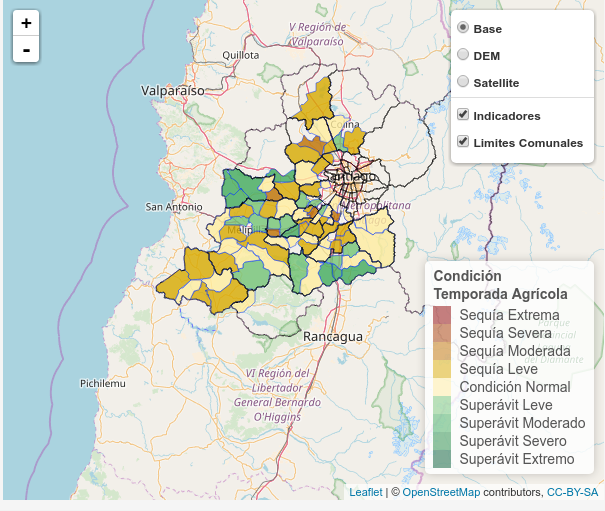 +
-
V Región de
Valparaíso
Quillota
Valparaíso
Santiago
San Antonio
Rancagua
Pichilemu
VI Región del
Libertador
General Bernardo
O'Higgins
Base
DEM
Satellite
Indicadores
Limites Comunales
Condición
Temporada Agrícola
Sequía Extrema
Sequía Severa
Sequía Moderada
Sequía Leve
Condición Normal
Superávit Leve
Superávit Moderado
Superávit Severo
Superávit Extremo
Leaflet | © OpenStreetMap contributors, CC-BY-SA